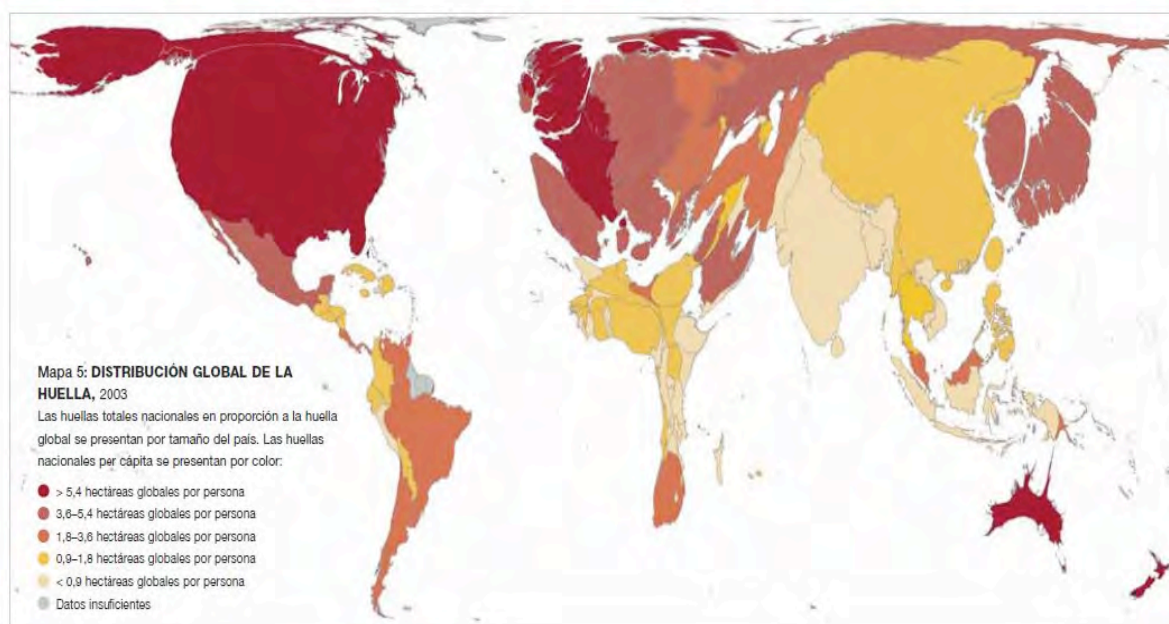 Mapa 5: DISTRIBUCIÓN GLOBAL DE LA
HUELLA, 2003
Las huellas totales nacionales en proporción a la huella
global se presentan por tamaño del país. Las huellas
nacionales per cápita se presentan por color:
> 5,4 hectáreas globales por persona
3,6–5,4 hectáreas globales por persona
1,8–3,6 hectáreas globales por persona
0,9–1,8 hectáreas globales por persona
< 0,9 hectáreas globales por persona
Datos insuficientes